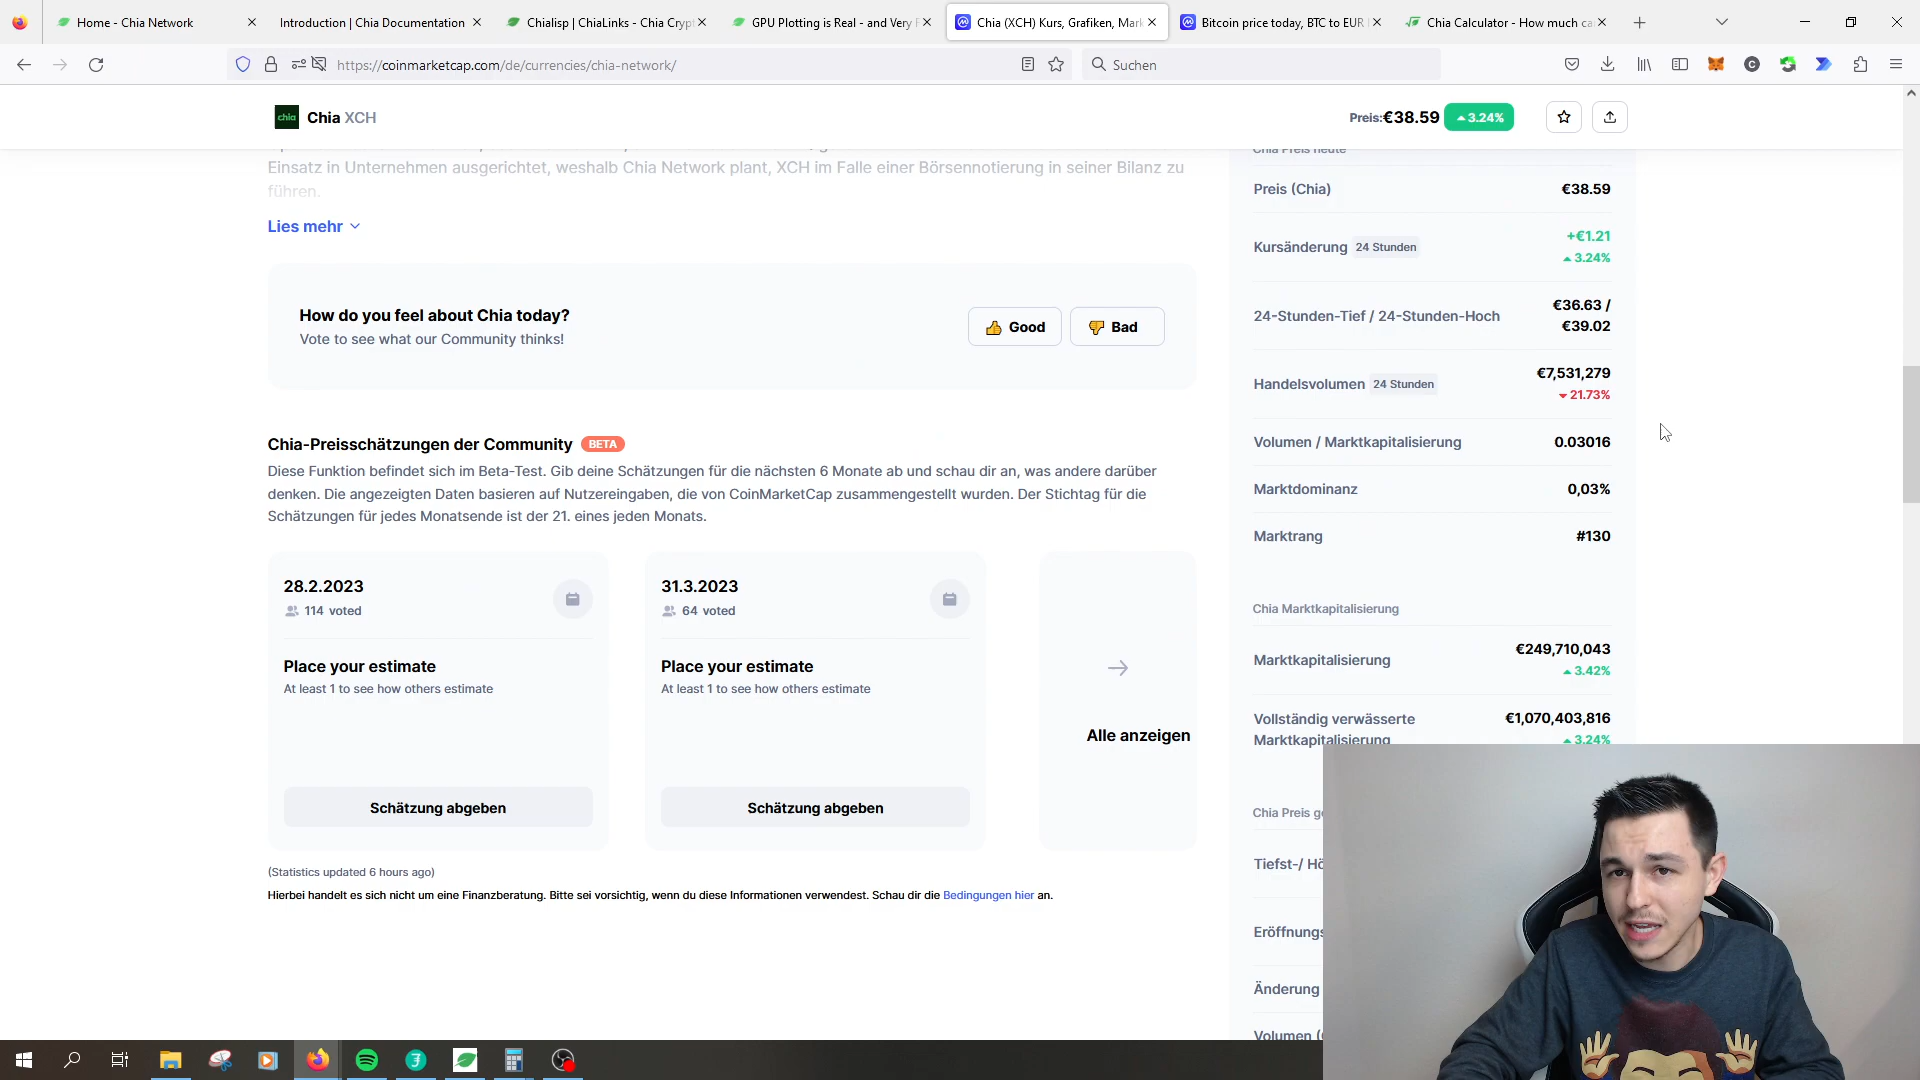 Home - Chia Network
Introduction | Chia Documentation
Chialisp | ChiaLinks - Chia Crypt
GPU Plotting is Real - and Very F
Chia (XCH) Kurs, Grafiken, Mark
Bitcoin price today, BTC to EUR
Chia Calculator - How much ca
https://coinmarketcap.com/de/currencies/chia-network/
Suchen
chia
Chia XCH
Preis:€38.59
3.24%
Einsatz in Unternehmen ausgerichtet, weshalb Chia Network plant, XCH im Falle einer Börsennotierung in seiner Bilanz zu
führen.
Lies mehr
How do you feel about Chia today?
Vote to see what our Community thinks!
Good
Bad
Chia-Preisschätzungen der Community BETA
Diese Funktion befindet sich im Beta-Test. Gib deine Schätzungen für die nächsten 6 Monate ab und schau dir an, was andere darüber
denken. Die angezeigten Daten basieren auf Nutzereingaben, die von CoinMarketCap zusammengestellt wurden. Der Stichtag für die
Schätzungen für jedes Monatsende ist der 21. eines jeden Monats.
28.2.2023
114 voted
Place your estimate
At least 1 to see how others estimate
Schätzung abgeben
31.3.2023
64 voted
Place your estimate
At least 1 to see how others estimate
Schätzung abgeben
Alle anzeigen
(Statistics updated 6 hours ago)
Hierbei handelt es sich nicht um eine Finanzberatung. Bitte sei vorsichtig, wenn du diese Informationen verwendest. Schau dir die Bedingungen hier an.
Chia Preis heute
Preis (Chia)
€38.59
Kursänderung 24 Stunden
+€1.21
3.24%
24-Stunden-Tief / 24-Stunden-Hoch
€36.63 /
€39.02
Handelsvolumen 24 Stunden
€7,531,279
21.73%
Volumen / Marktkapitalisierung
0.03016
Marktdominanz
0,03%
Marktrang
#130
Chia Marktkapitalisierung
Marktkapitalisierung
€249,710,043
3.42%
Vollständig verwässerte
Marktkapitalisierung
€1,070,403,816
3.24%
Chia Preis ge
Tiefst-/ Hö
Eröffnungs
Änderung
Volumen (